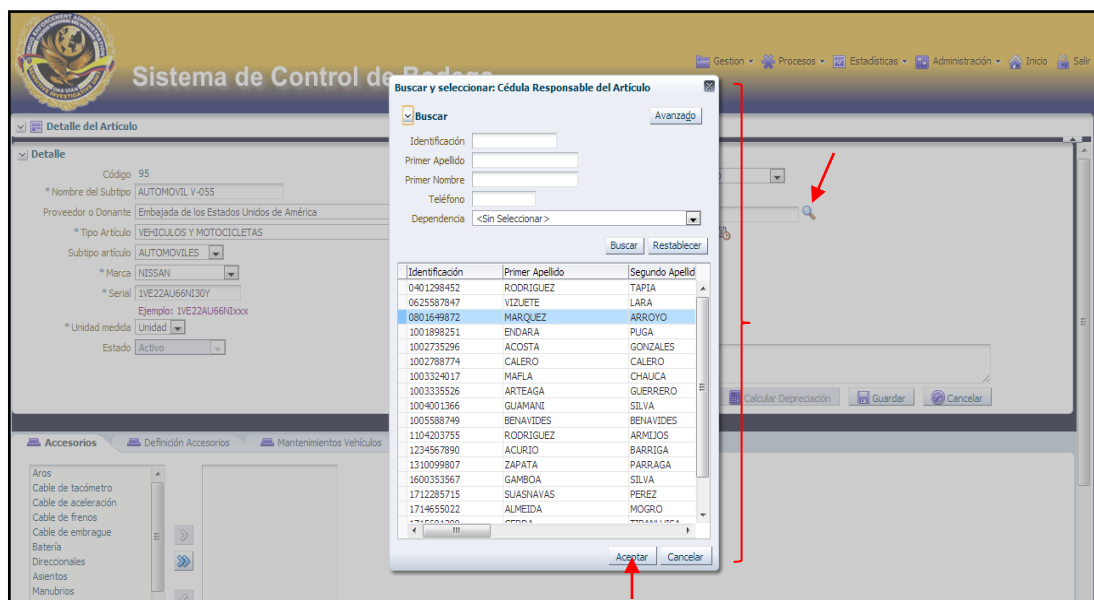 Sistema de Control de Bodega
Gestion
Procesos
Estadísticas
Administración
Inicio
Salir
Detalle del Artículo
Detalle
Código 95
* Nombre del Subtipo AUTOMOVIL V-055
Proveedor o Donante Embajada de los Estados Unidos de América
* Tipo Artículo VEHICULOS Y MOTOCICLETAS
Subtipo artículo AUTOMOVILES
* Marca NISSAN
* Serial 1VE22AU66NI30Y
Ejemplo: 1VE22AU66NIxxx
* Unidad medida Unidad
Estado Activo
Buscar y seleccionar: Cédula Responsable del Artículo
Buscar
Avanzado
Identificación
Primer Apellido
Primer Nombre
Teléfono
Dependencia <Sin Seleccionar>
Buscar Restablecer
Identificación Primer Apellido Segundo Apellid
0401298452 RODRIGUEZ TAPIA
0625587847 VIZUETE LARA
0801649872 MARQUEZ ARROYO
1001898251 ENDARA PUGA
1002735296 ACOSTA GONZALES
1002788774 CALERO CALERO
1003324017 MAFLA CHAUCA
1003335526 ARTEAGA GUERRERO
1004001366 GUAMANI SILVA
1005588749 BENAVIDES BENAVIDES
1104203755 RODRIGUEZ ARMIJOS
1234567890 ACURIO BARRIGA
1310099807 ZAPATA PARRAGA
1600353567 GAMBOA SILVA
1712285715 SUASNAVAS PEREZ
1714655022 ALMEIDA MOGRO
Aceptar Cancelar
Calcular Depreciación
Guardar
Cancelar
Accesorios
Definición Accesorios
Mantenimientos Vehículos
Aros
Cable de tacómetro
Cable de aceleración
Cable de frenos
Cable de embrague
Batería
Direccionales
Asientos
Manubrios